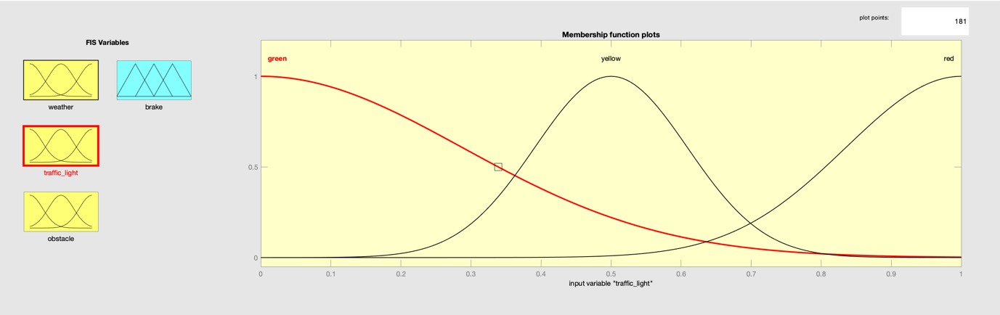 plot points: 181
FIS Variables
Membership function plots
green yellow red
weather brake
traffic_light
obstacle
1
0.5
0
0 0.1 0.2 0.3 0.4 0.5 0.6 0.7 0.8 0.9 1
input variable "traffic_light"